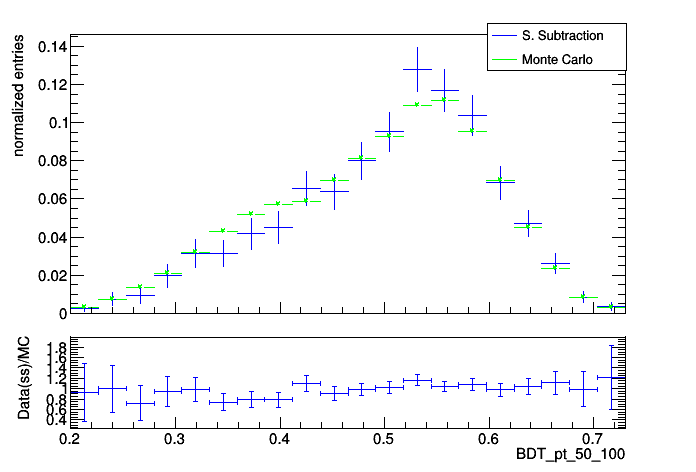 S. Subtraction
Monte Carlo
normalized entries
0.14
0.12
0.1
0.08
0.06
0.04
0.02
0
Data(ss)/MC
1.8
1.6
1.4
1.2
1
0.8
0.6
0.4
0.2 0.3 0.4 0.5 0.6 0.7
BDT_pt_50_100